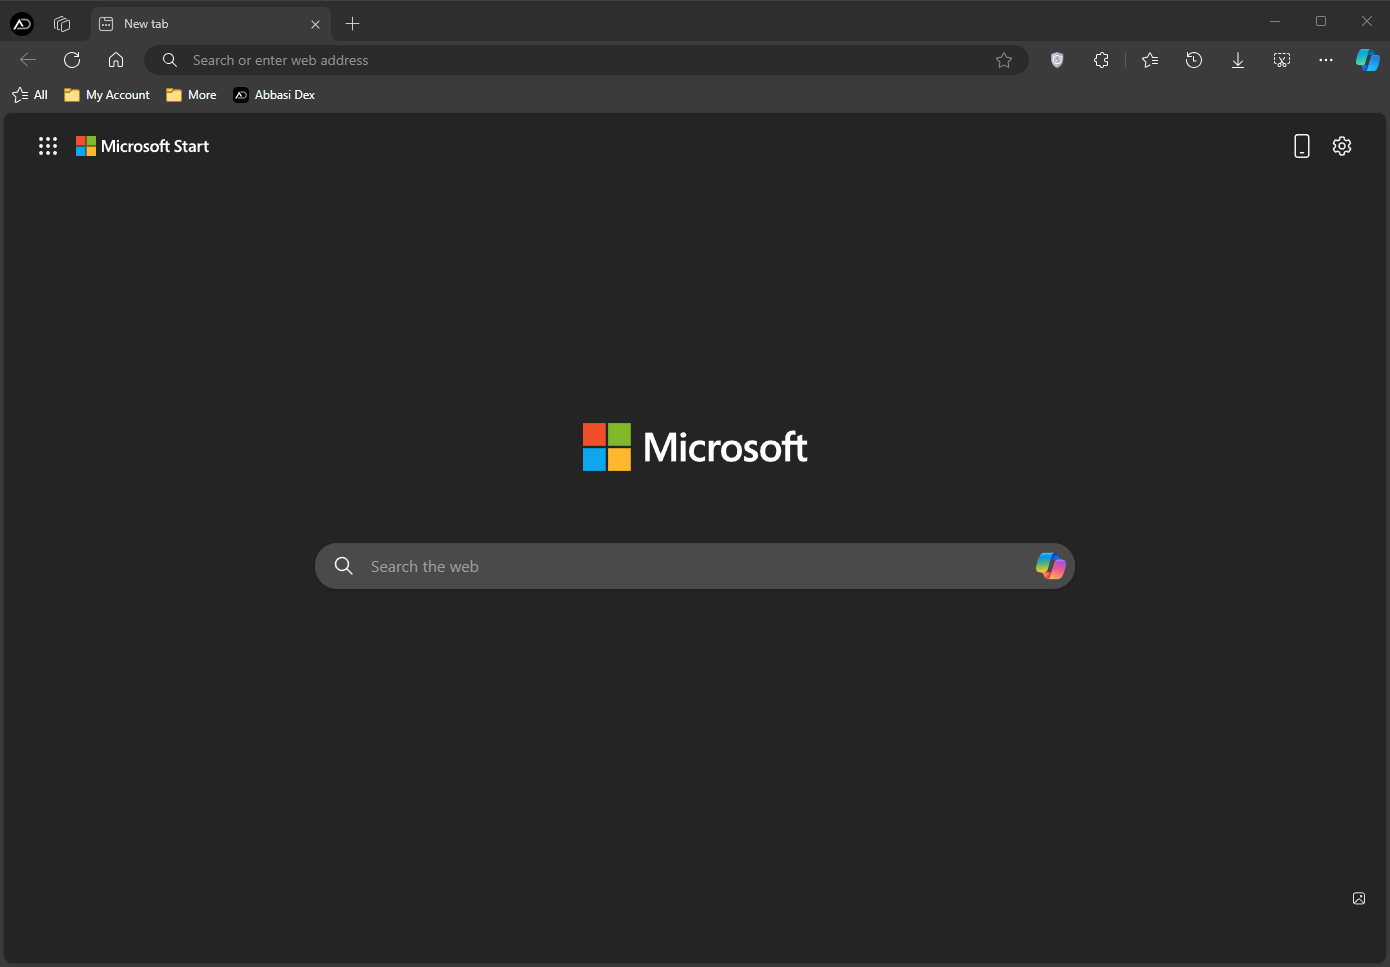 New tab
Search or enter web address
All My Account More Abbasi Dex
Microsoft Start
Microsoft
Search the web